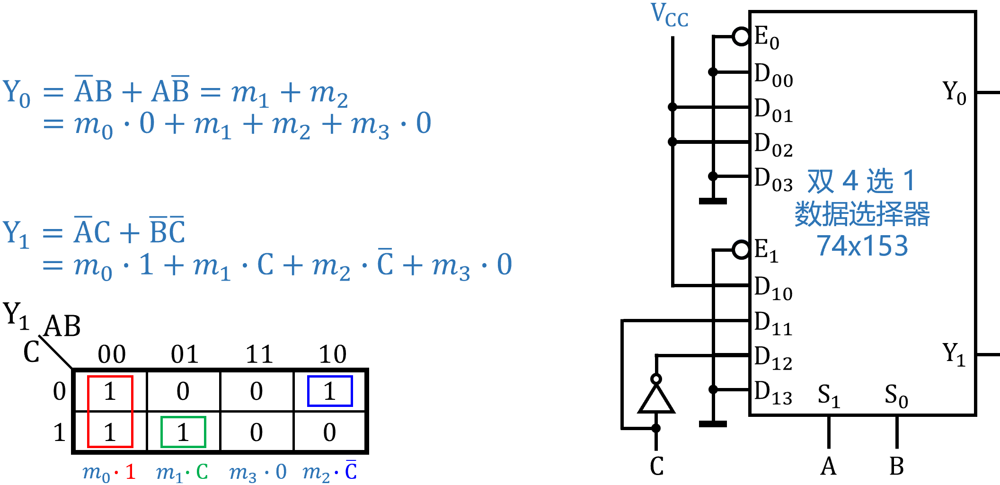 Y₀ = A̅B + AB̅ = m₁ + m₂
= m₀ · 0 + m₁ + m₂ + m₃ · 0
Y₁ = A̅C + B̅C̅
= m₀ · 1 + m₁ · C + m₂ · C̅ + m₃ · 0
Y₁
AB
C
00 01 11 10
0 1 0 0 1
1 1 1 0 0
m₀ · 1 m₁ · C m₃ · 0 m₂ · C̅
V_CC
E₀
D₀₀
D₀₁
D₀₂
D₀₃
双 4 选 1
数据选择器
74x153
E₁
D₁₀
D₁₁
D₁₂
D₁₃
Y₀
Y₁
S₁ S₀
C
A B